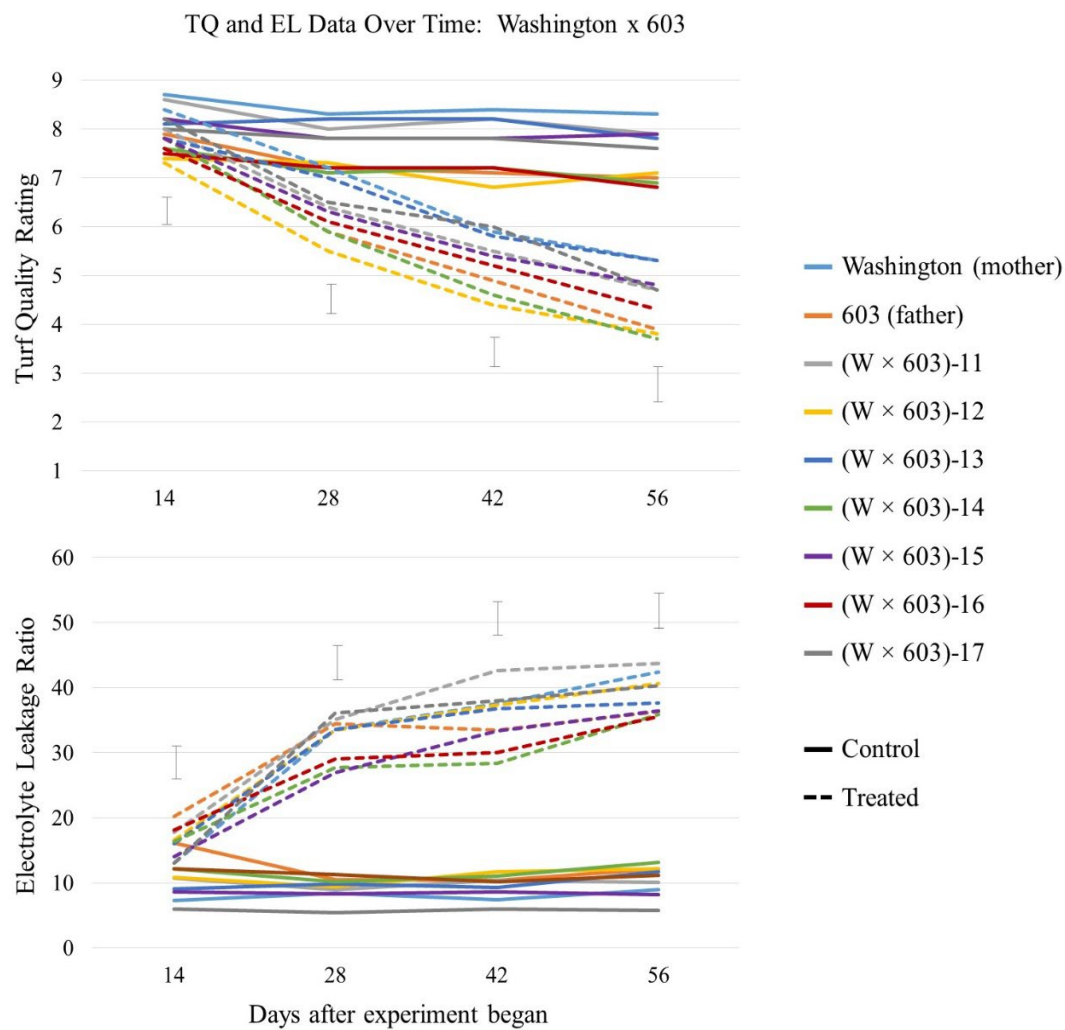 TQ and EL Data Over Time: Washington x 603
9
8
7
6
5
4
3
2
1
Turf Quality Rating
14 28 42 56
60
50
40
30
20
10
0
Electrolyte Leakage Ratio
14 28 42 56
Days after experiment began
Washington (mother)
603 (father)
(W × 603)-11
(W × 603)-12
(W × 603)-13
(W × 603)-14
(W × 603)-15
(W × 603)-16
(W × 603)-17
Control
Treated